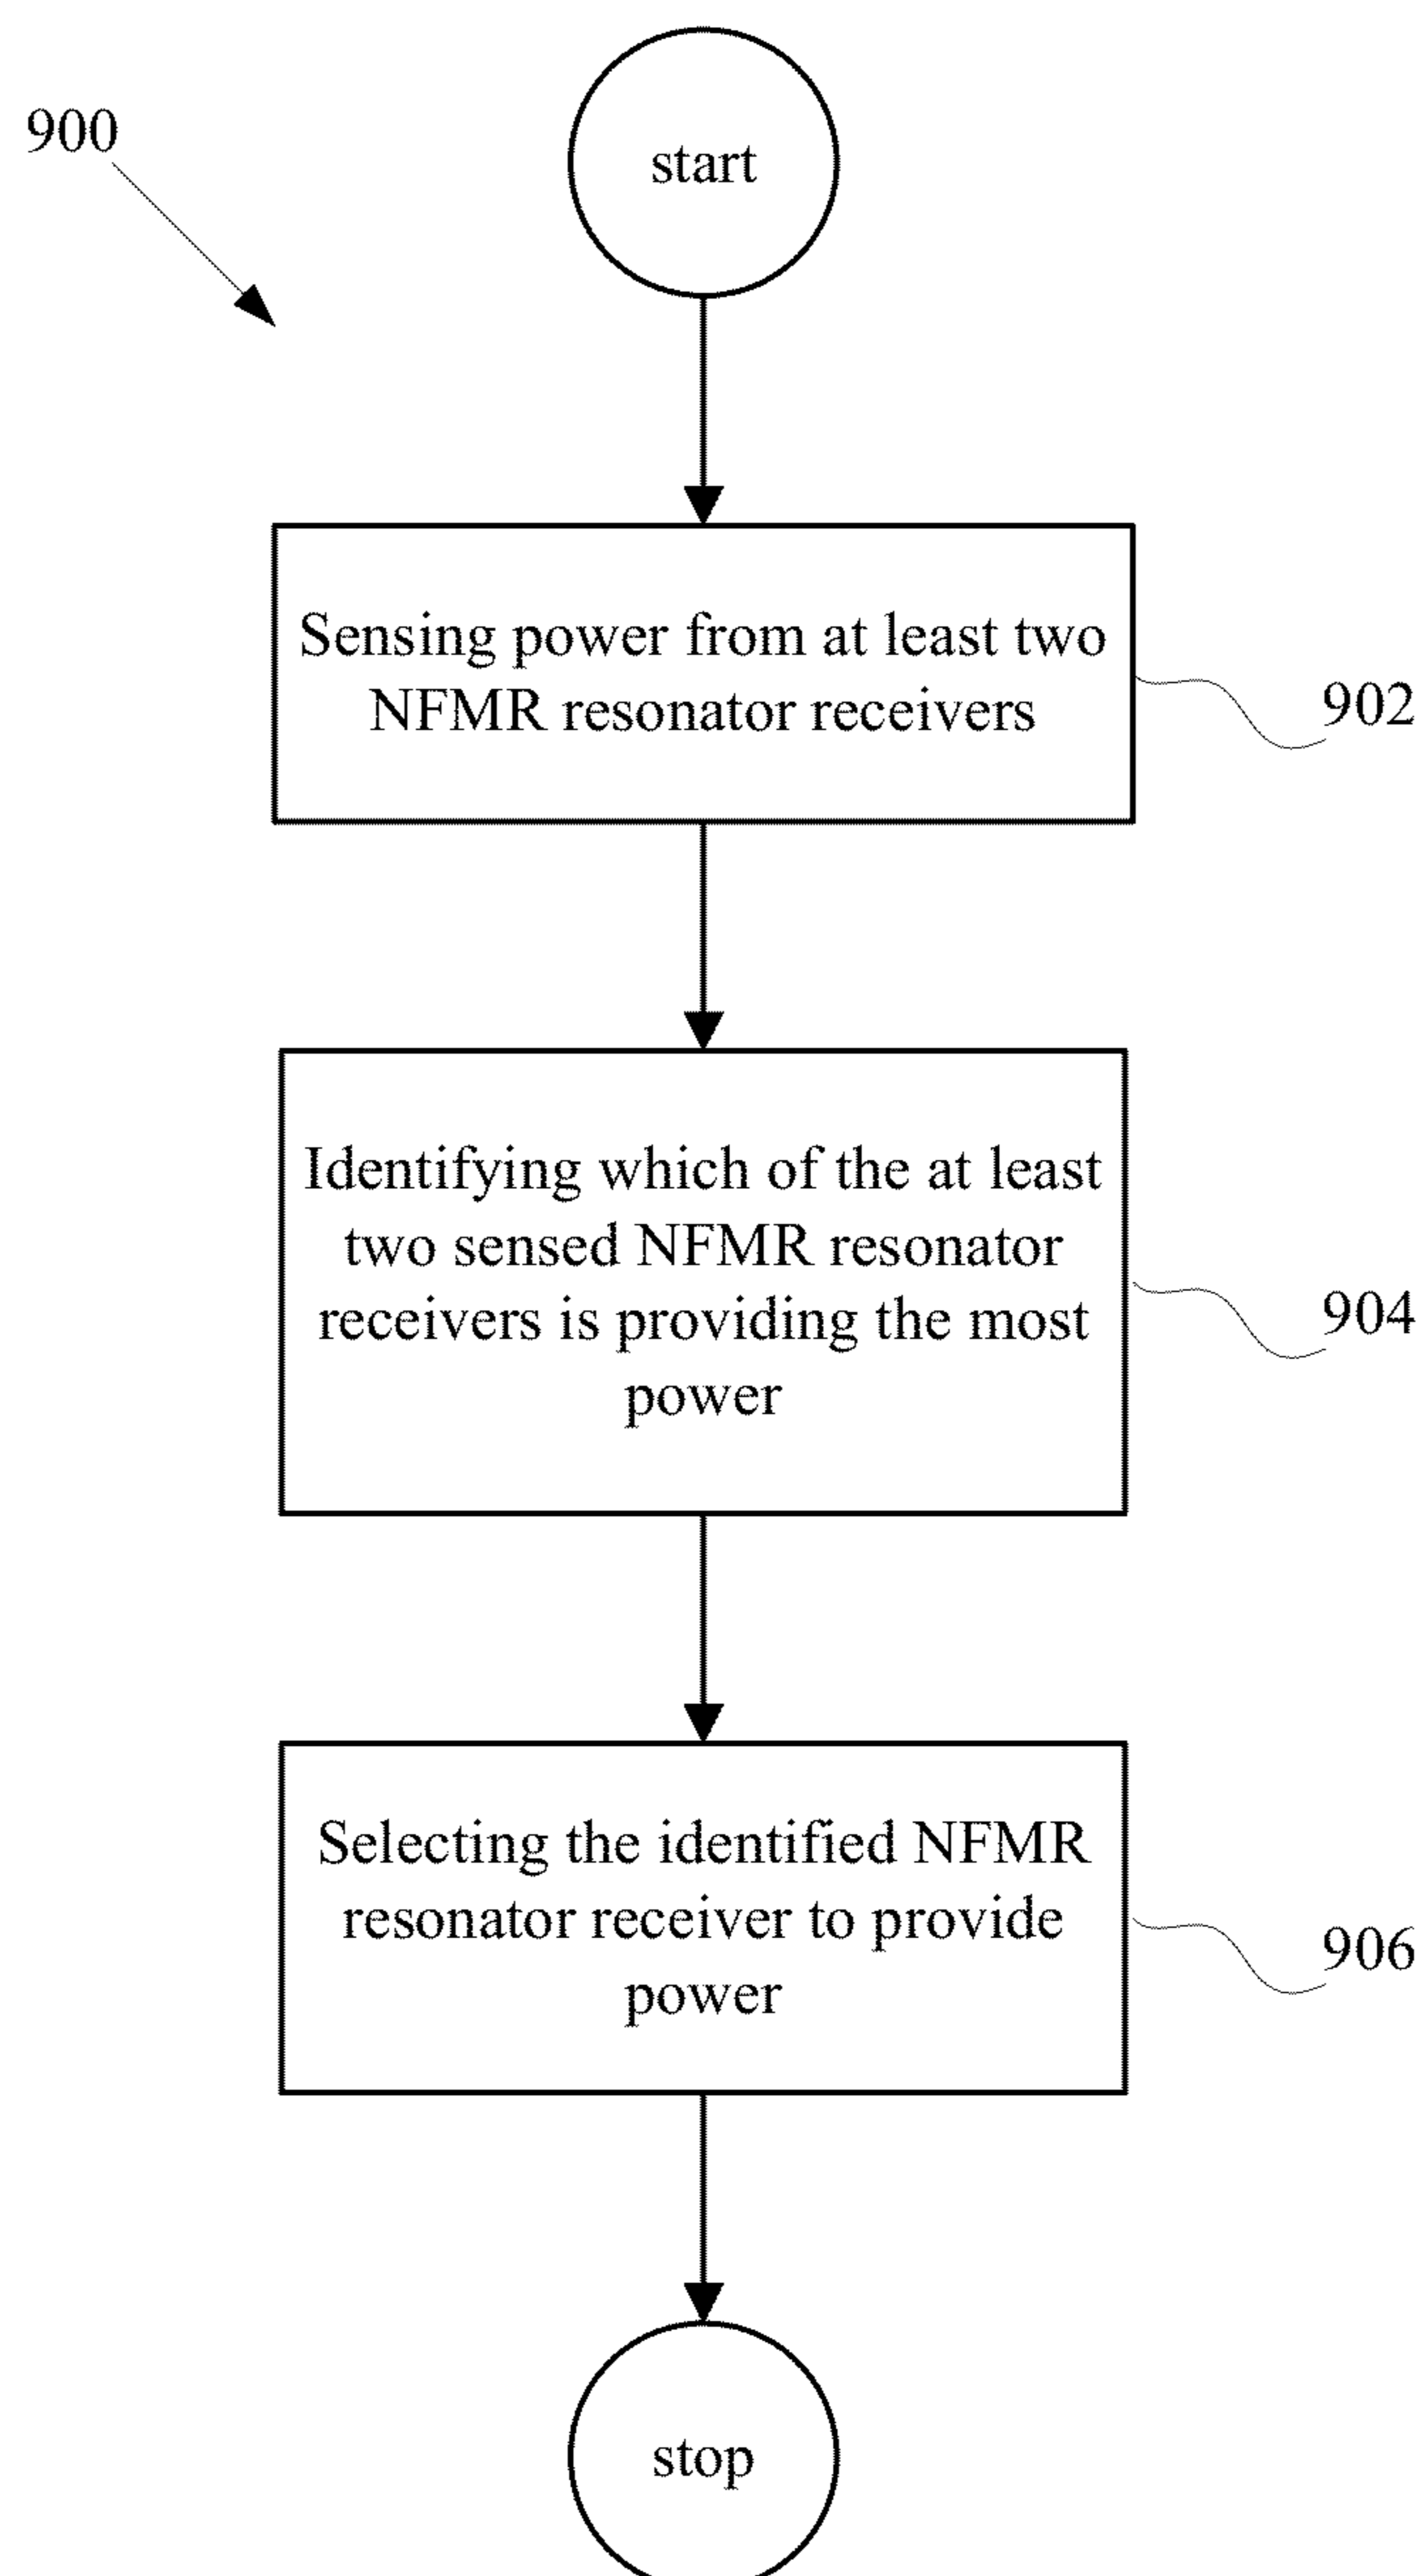 900
start
Sensing power from at least two
NFMR resonator receivers
902
Identifying which of the at least
two sensed NFMR resonator
receivers is providing the most
power
904
Selecting the identified NFMR
resonator receiver to provide
power
906
stop